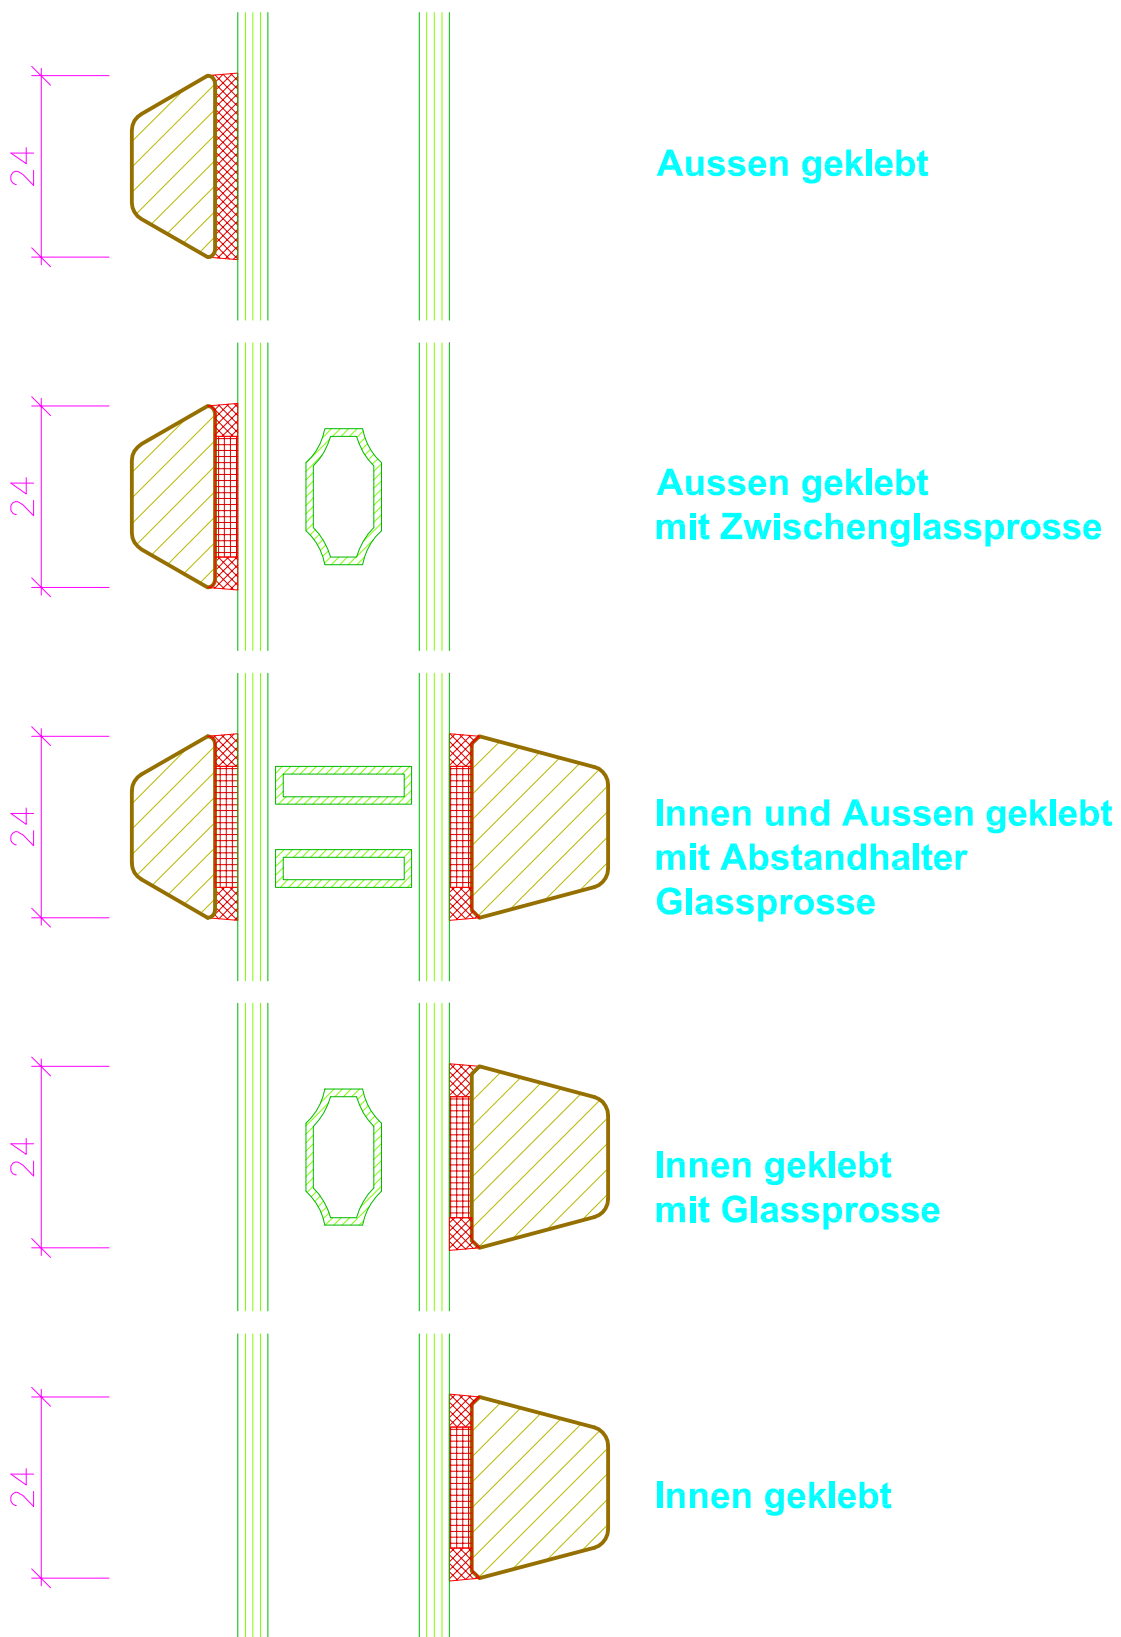 24
Aussen geklebt
24
Aussen geklebt
mit Zwischenglassprosse
24
Innen und Aussen geklebt
mit Abstandhalter
Glassprosse
24
Innen geklebt
mit Glassprosse
24
Innen geklebt